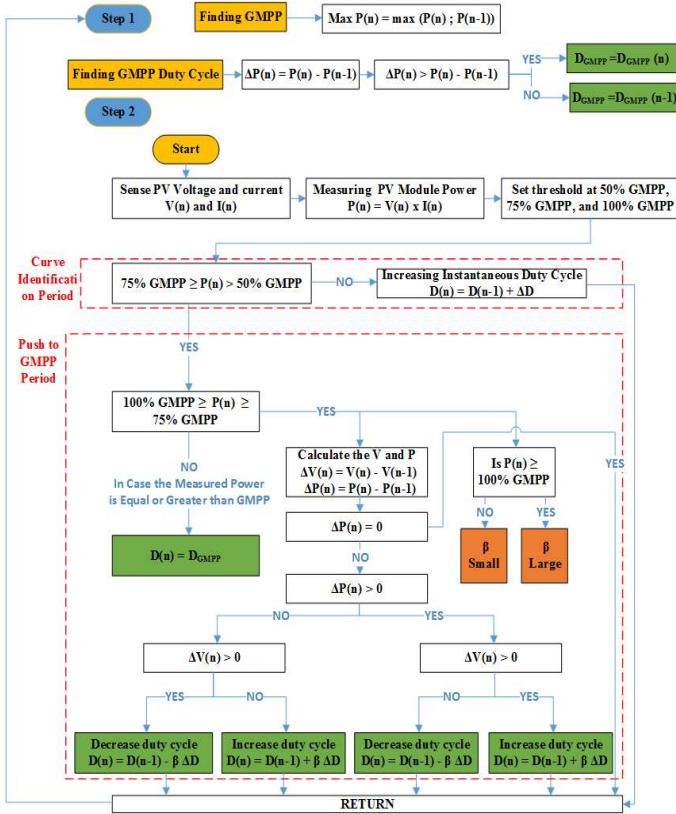 Step 1
Finding GMPP
Max P(n) = max (P(n) ; P(n-1))
Finding GMPP Duty Cycle
ΔP(n) = P(n) - P(n-1)
ΔP(n) > P(n) - P(n-1)
YES
NO
D_GMPP =D_GMPP (n)
D_GMPP =D_GMPP (n-1)
Step 2
Start
Sense PV Voltage and current
V(n) and I(n)
Measuring PV Module Power
P(n) = V(n) x I(n)
Set threshold at 50% GMPP,
75% GMPP, and 100% GMPP
Curve
Identificati
on Period
75% GMPP ≥ P(n) > 50% GMPP
NO
Increasing Instantaneous Duty Cycle
D(n) = D(n-1) + ΔD
YES
Push to
GMPP
Period
100% GMPP ≥ P(n) ≥
75% GMPP
YES
NO
In Case the Measured Power
is Equal or Greater than GMPP
D(n) = D_GMPP
Calculate the V and P
ΔV(n) = V(n) - V(n-1)
ΔP(n) = P(n) - P(n-1)
Is P(n) ≥
100% GMPP
YES
NO
YES
β
Small
β
Large
ΔP(n) = 0
NO
ΔP(n) > 0
NO
YES
ΔV(n) > 0
ΔV(n) > 0
YES
NO
NO
YES
Decrease duty cycle
D(n) = D(n-1) - β ΔD
Increase duty cycle
D(n) = D(n-1) + β ΔD
Decrease duty cycle
D(n) = D(n-1) - β ΔD
Increase duty cycle
D(n) = D(n-1) + β ΔD
RETURN